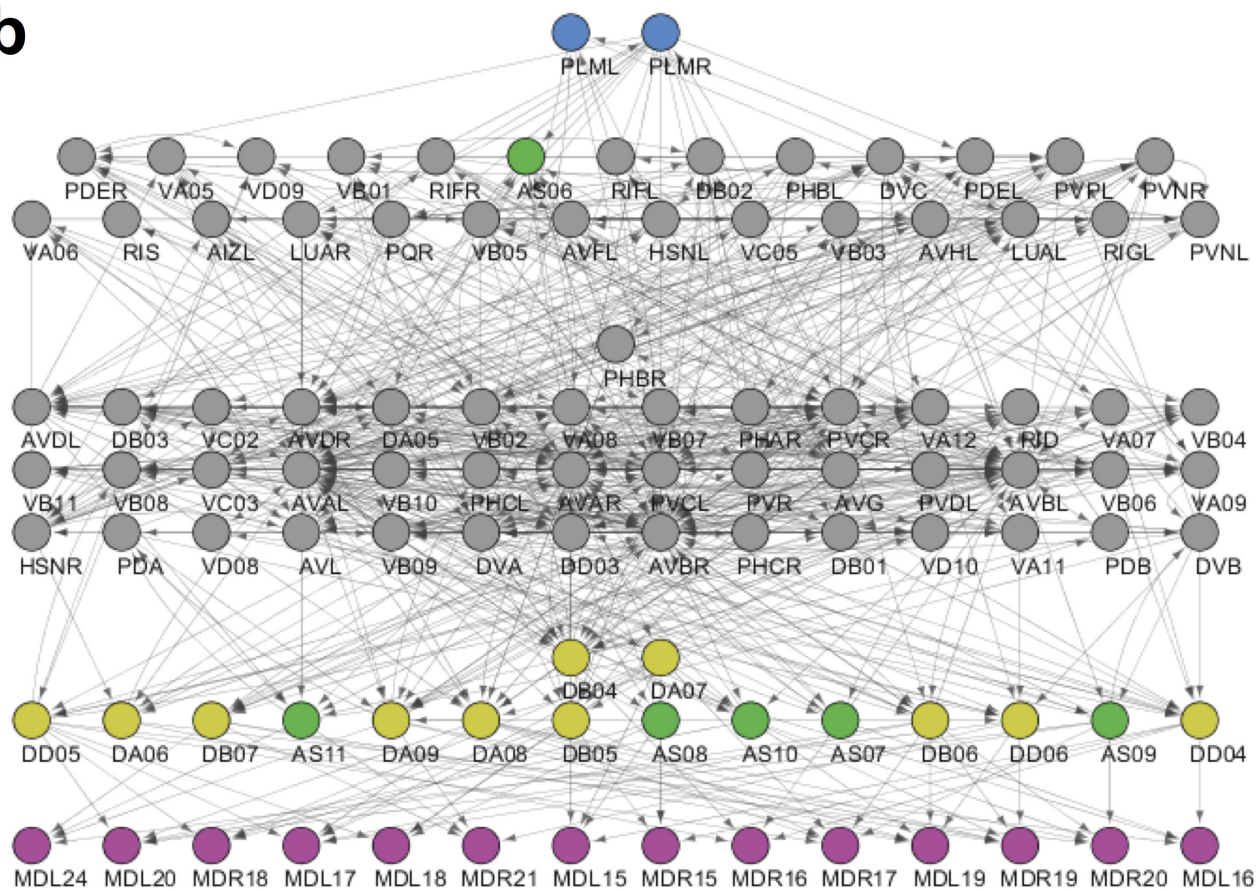 b
PLML PLMR
PDER VA05 VD09 VB01 RIFR AS06 RIFL DB02 PHBL DVC PDEL PVPL PVNR
VA06 RIS AIZL LUAR PQR VB05 AVFL HSNL VC05 VB03 AVHL LUAL RIGL PVNL
PHBR
AVDL DB03 VC02 AVDR DA05 VB02 VA08 VB07 PHAR PVCR VA12 RID VA07 VB04
VB11 VB08 VC03 AVAL VB10 PHCL AVAR PVCL PVR AVG PVDL AVBL VB06 VA09
HSNR PDA VD08 AVL VB09 DVA DD03 AVBR PHCR DB01 VD10 VA11 PDB DVB
DB04 DA07
DD05 DA06 DB07 AS11 DA09 DA08 DB05 AS08 AS10 AS07 DB06 DD06 AS09 DD04
MDL24 MDL20 MDR18 MDL17 MDL18 MDR21 MDL15 MDR15 MDR16 MDR17 MDL19 MDR19 MDR20 MDL16